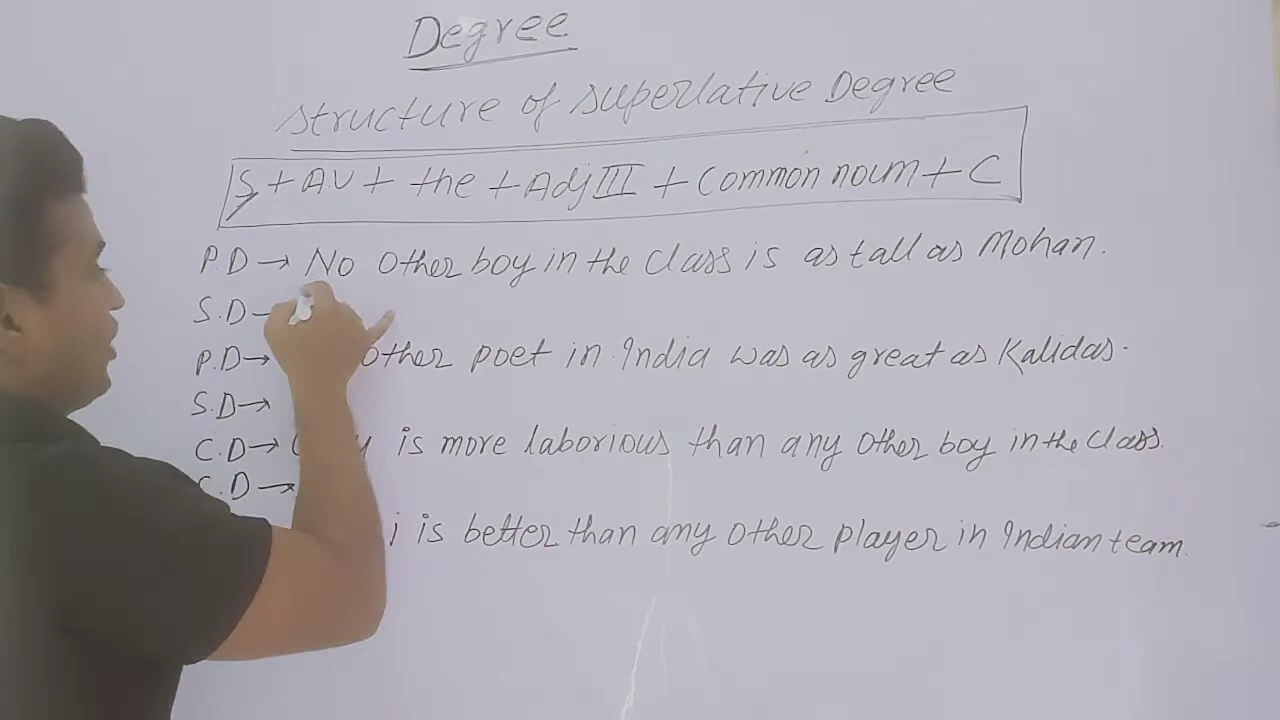 Degree
Structure of superlative Degree
S + AV + the + Adj III + Common noun + C
P.D → No other boy in the class is as tall as Mohan.
S.D →
P.D → other poet in India was as great as Kalidas.
S.D →
C.D → is more laborious than any other boy in the class.
.D →
is better than any other player in Indian team.